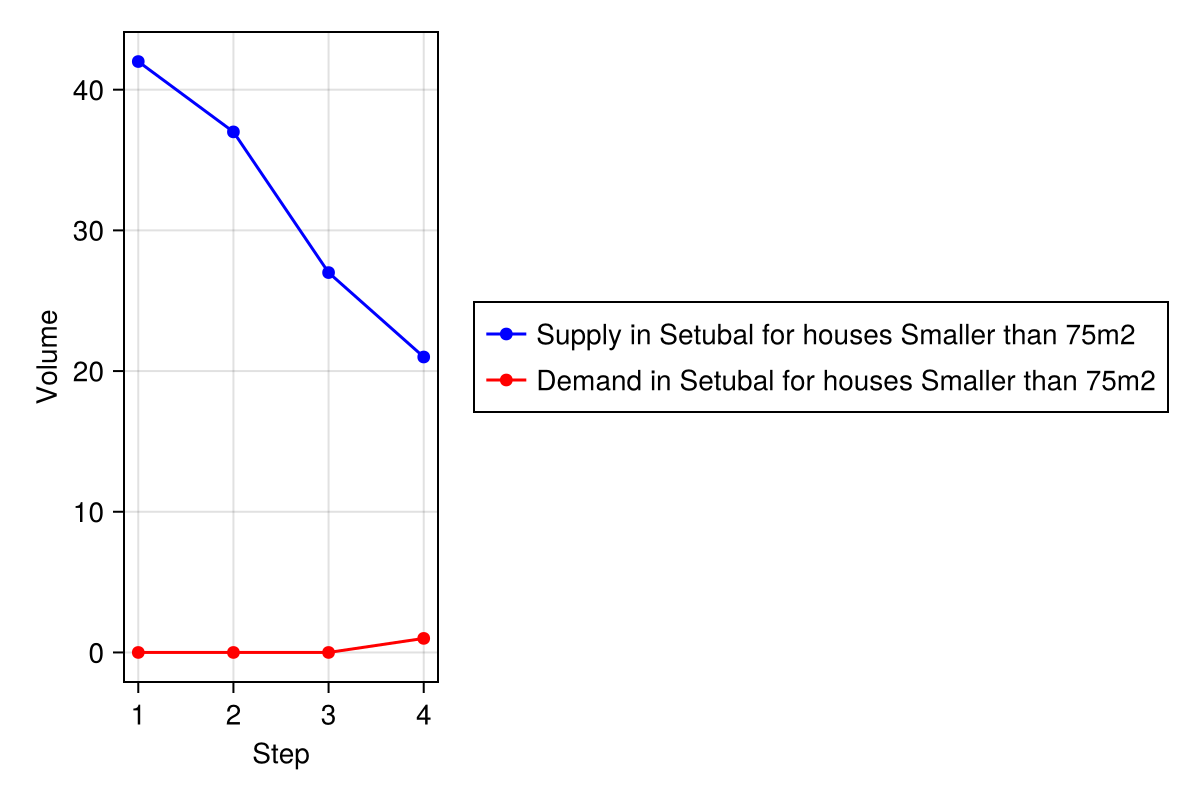 40
30
20
10
0
Volume
1 2 3 4
Step
Supply in Setubal for houses Smaller than 75m2
Demand in Setubal for houses Smaller than 75m2